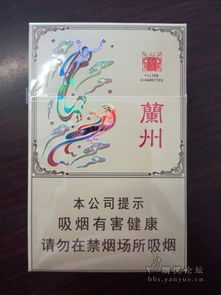 FILTER
CIGARETTES
蘭州
本公司提示
吸烟有害健康
请勿在禁烟场所吸烟
烟悦论坛
bbs.yanyue.cn